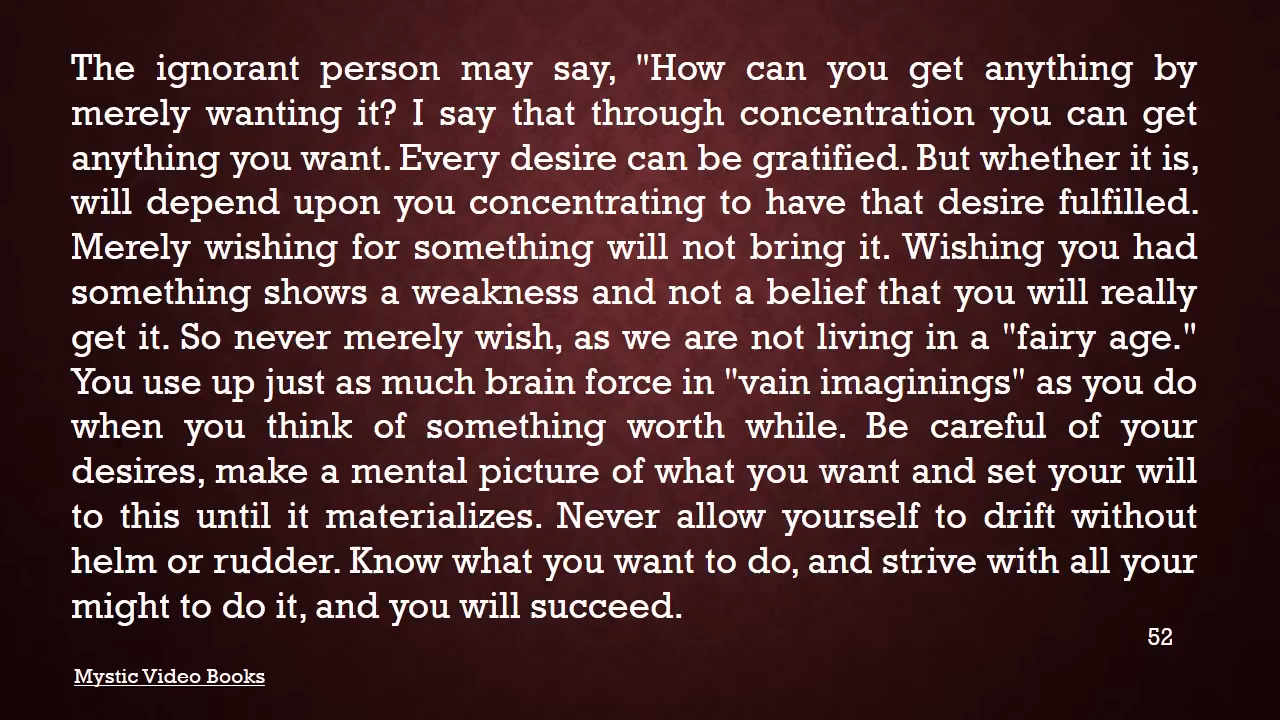 The ignorant person may say, "How can you get anything by
merely wanting it? I say that through concentration you can get
anything you want. Every desire can be gratified. But whether it is,
will depend upon you concentrating to have that desire fulfilled.
Merely wishing for something will not bring it. Wishing you had
something shows a weakness and not a belief that you will really
get it. So never merely wish, as we are not living in a "fairy age."
You use up just as much brain force in "vain imaginings" as you do
when you think of something worth while. Be careful of your
desires, make a mental picture of what you want and set your will
to this until it materializes. Never allow yourself to drift without
helm or rudder. Know what you want to do, and strive with all your
might to do it, and you will succeed.
52
Mystic Video Books